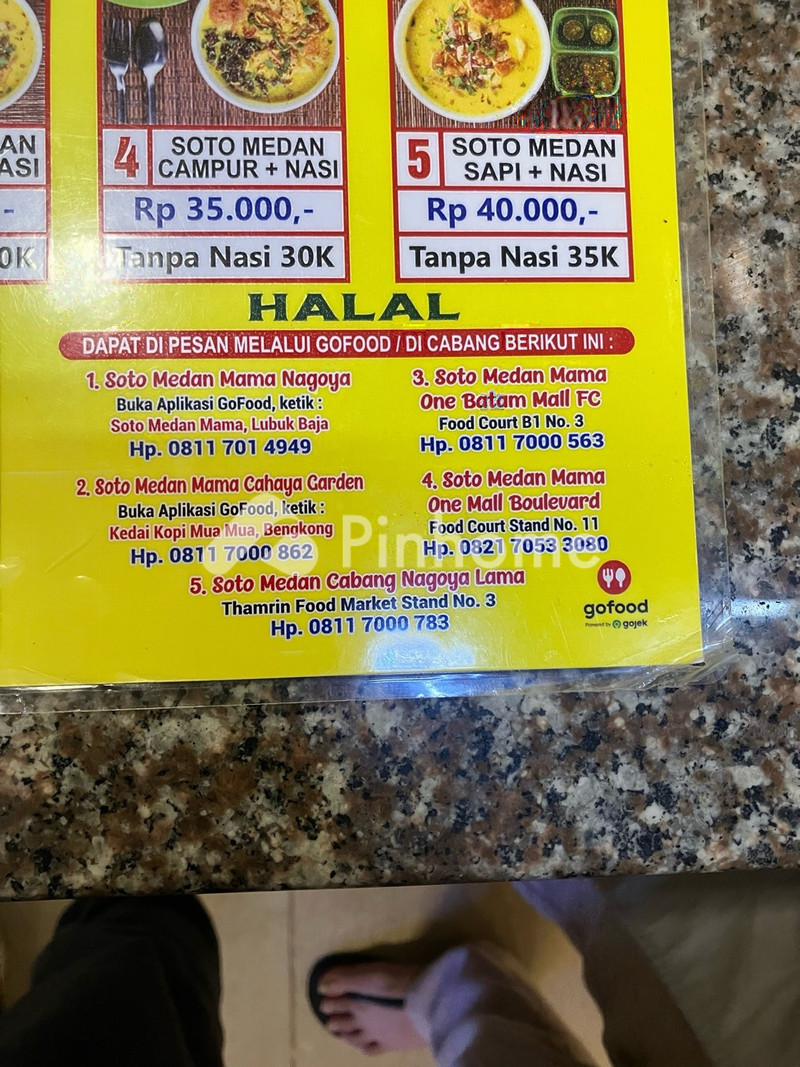 AN
ASI
-
0K
4
SOTO MEDAN
CAMPUR + NASI
Rp 35.000,-
Tanpa Nasi 30K
5
SOTO MEDAN
SAPI + NASI
Rp 40.000,-
Tanpa Nasi 35K
HALAL
DAPAT DI PESAN MELALUI GOFOOD / DI CABANG BERIKUT INI :
1. Soto Medan Mama Nagoya
Buka Aplikasi GoFood, ketik :
Soto Medan Mama, Lubuk Baja
Hp. 0811 701 4949
2. Soto Medan Mama Cahaya Garden
Buka Aplikasi GoFood, ketik :
Kedai Kopi Mua Mua, Bengkong
Hp. 0811 7000 862
3. Soto Medan Mama
One Batam Mall FC
Food Court B1 No. 3
Hp. 0811 7000 563
4. Soto Medan Mama
One Mall Boulevard
Food Court Stand No. 11
Hp. 0821 7053 3080
5. Soto Medan Cabang Nagoya Lama
Thamrin Food Market Stand No. 3
Hp. 0811 7000 783
gofood
Powered by gojek
Pinhome